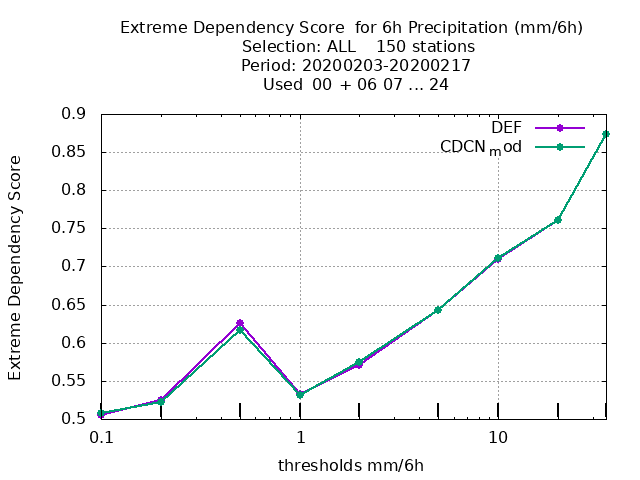 Extreme Dependency Score  for 6h Precipitation (mm/6h)
Selection: ALL    150 stations
Period: 20200203-20200217
Used  00 + 06 07 ... 24
0.9
0.85
0.8
0.75
0.7
0.65
0.6
0.55
0.5
Extreme Dependency Score
DEF
CDCNmod
0.1 1 10
thresholds mm/6h